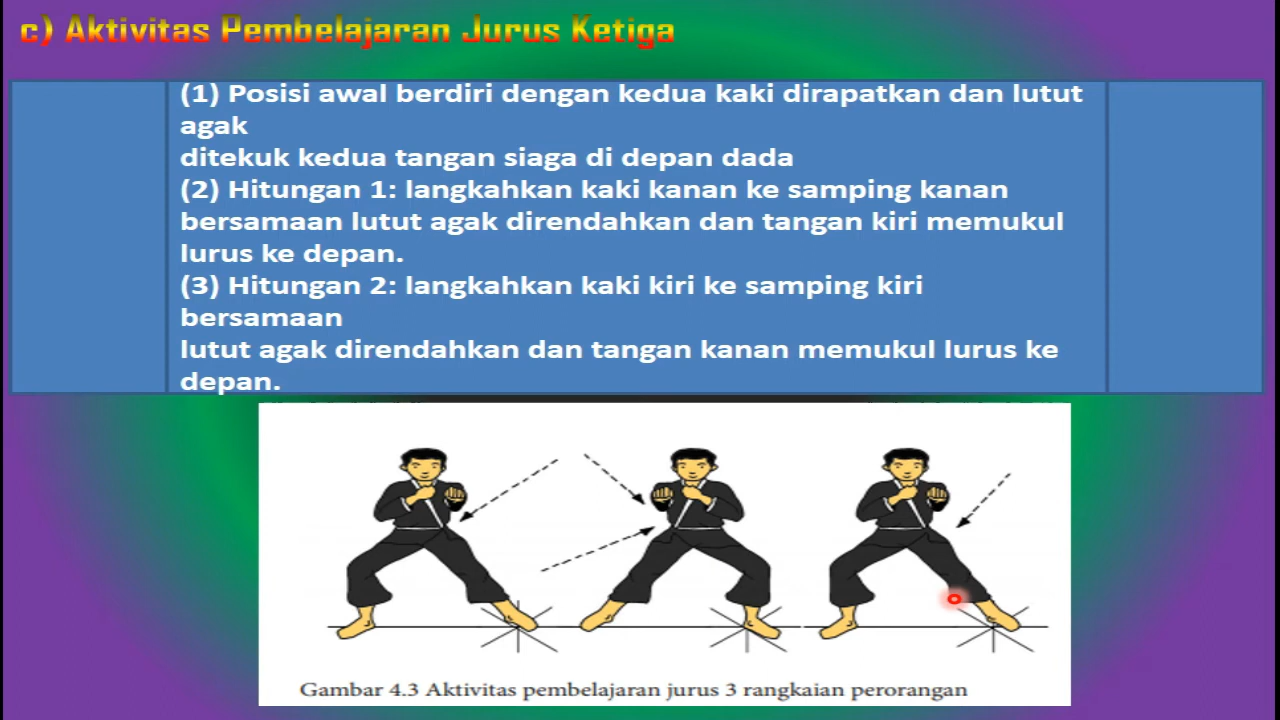 c) Aktivitas Pembelajaran Jurus Ketiga
(1) Posisi awal berdiri dengan kedua kaki dirapatkan dan lutut
agak
ditekuk kedua tangan siaga di depan dada
(2) Hitungan 1: langkahkan kaki kanan ke samping kanan
bersamaan lutut agak direndahkan dan tangan kiri memukul
lurus ke depan.
(3) Hitungan 2: langkahkan kaki kiri ke samping kiri
bersamaan
lutut agak direndahkan dan tangan kanan memukul lurus ke
depan.
Gambar 4.3 Aktivitas pembelajaran jurus 3 rangkaian perorangan